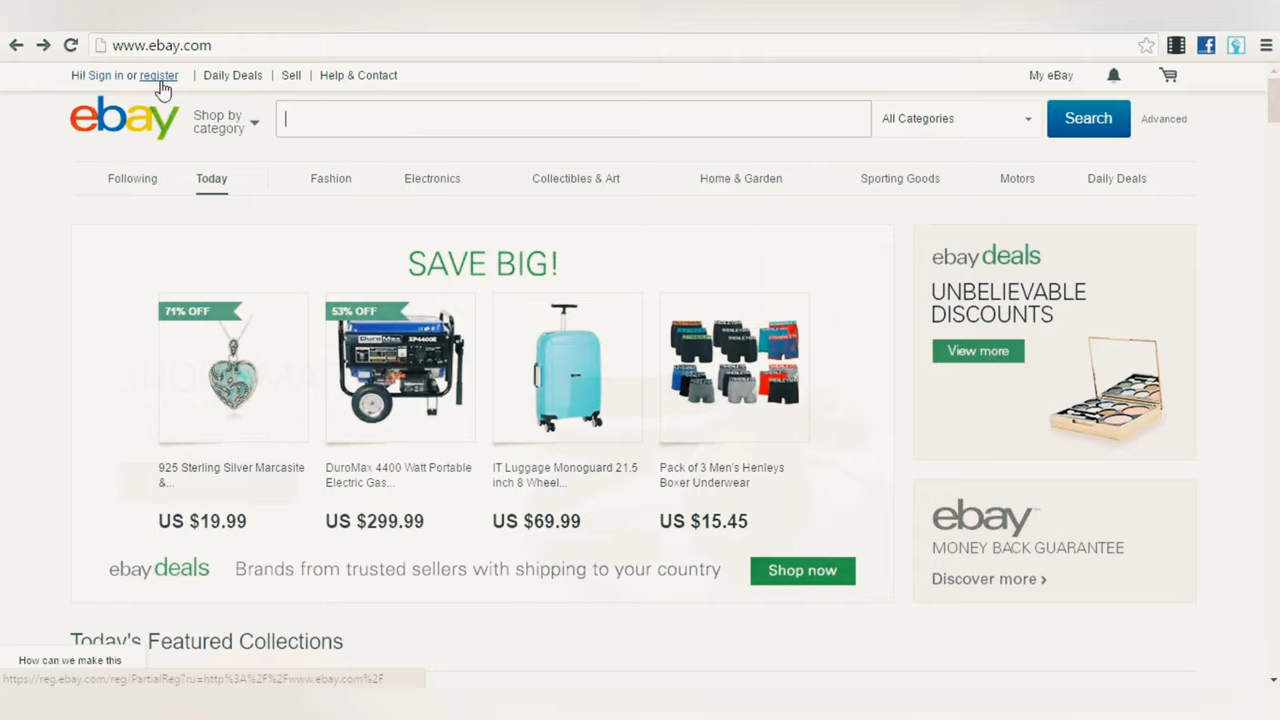 www.ebay.com
Hi! Sign in or register | Daily Deals | Sell | Help & Contact
My eBay
ebay
Shop by
category
All Categories
Search
Advanced
Following
Today
Fashion
Electronics
Collectibles & Art
Home & Garden
Sporting Goods
Motors
Daily Deals
SAVE BIG!
71% OFF
925 Sterling Silver Marcasite
&...
US $19.99
53% OFF
DUROMAX XP4400E
DuroMax 4400 Watt Portable
Electric Gas...
US $299.99
IT Luggage Monoguard 21.5
inch 8 Wheel...
US $69.99
Pack of 3 Men's Henleys
Boxer Underwear
US $15.45
ebay deals
Brands from trusted sellers with shipping to your country
Shop now
ebay deals
UNBELIEVABLE
DISCOUNTS
View more
ebay
MONEY BACK GUARANTEE
Discover more ›
Today's Featured Collections
How can we make this
https://reg.ebay.com/reg/PartialReg?ru=http%3A%2F%2Fwww.ebay.com%2F